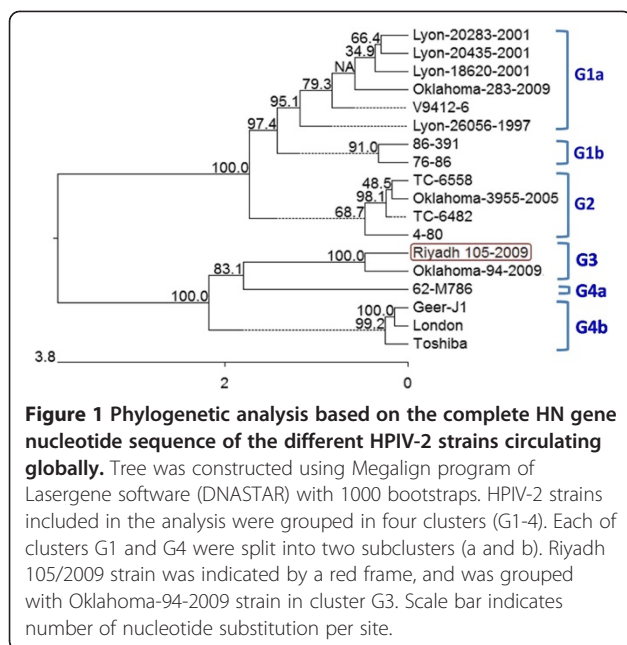 66.4
Lyon-20283-2001
34.9
Lyon-20435-2001
NA
Lyon-18620-2001
G1a
79.3
Oklahoma-283-2009
95.1
V9412-6
97.4
Lyon-26056-1997
91.0
86-391
G1b
76-86
100.0
48.5
TC-6558
98.1
Oklahoma-3955-2005
G2
68.7
TC-6482
4-80
100.0
Riyadh 105-2009
G3
83.1
Oklahoma-94-2009
62-M786
G4a
100.0
100.0
Geer-J1
99.2
London
G4b
Toshiba
3.8
2
0
Figure 1 Phylogenetic analysis based on the complete HN gene
nucleotide sequence of the different HPIV-2 strains circulating
globally. Tree was constructed using Megalign program of
Lasergene software (DNASTAR) with 1000 bootstraps. HPIV-2 strains
included in the analysis were grouped in four clusters (G1-4). Each of
clusters G1 and G4 were split into two subclusters (a and b). Riyadh
105/2009 strain was indicated by a red frame, and was grouped
with Oklahoma-94-2009 strain in cluster G3. Scale bar indicates
number of nucleotide substitution per site.